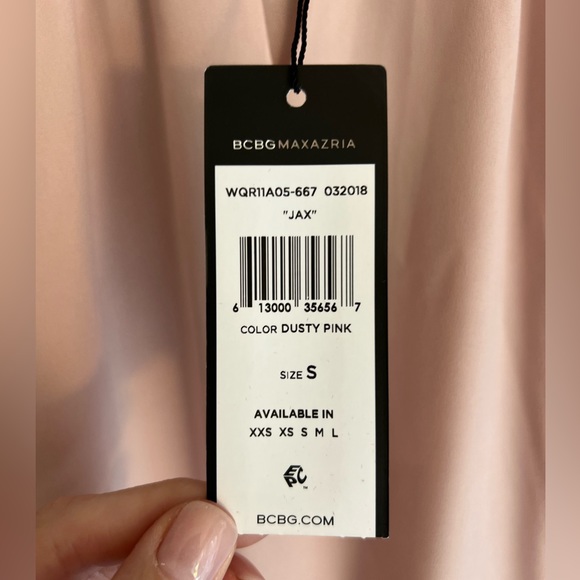 BCBGMAXAZRIA
WQR11A05-667 032018
"JAX"
6 13000 35656 7
COLOR DUSTY PINK
SIZE S
AVAILABLE IN
XXS XS S M L
EPC™
BCBG.COM